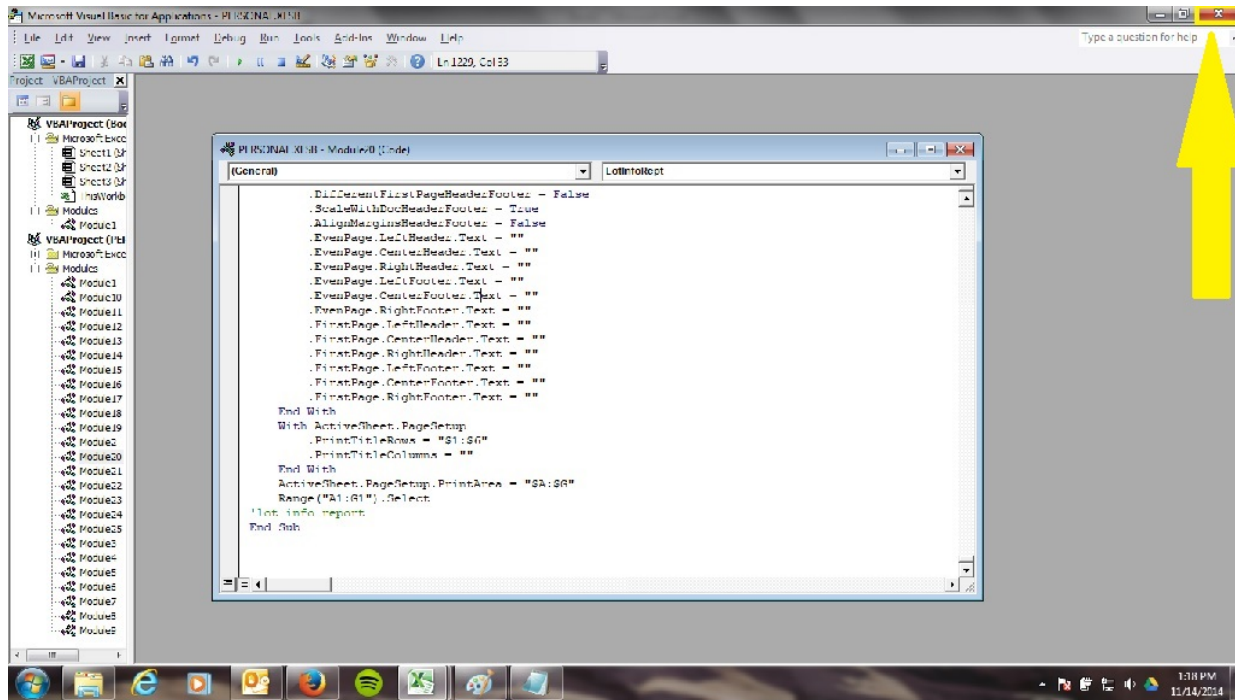 Microsoft Visual Basic for Applications - PERSONAL.XLSB
File Edit View Insert Format Debug Run Tools Add-Ins Window Help
Type a question for help
Ln 1229, Col 33
Project - VBAProject
VBAProject (Boo
Microsoft Exce
Sheet1 (Sh
Sheet2 (Sh
Sheet3 (Sh
ThisWorkb
Modules
Module1
VBAProject (PER
Microsoft Exce
Modules
Module1
Module10
Module11
Module12
Module13
Module14
Module15
Module16
Module17
Module18
Module19
Module2
Module20
Module21
Module22
Module23
Module24
Module25
Module3
Module4
Module5
Module6
Module7
Module8
Module9
PERSONAL.XLSB - Module20 (Code)
(General)
LotInfoRept
.DifferentFirstPageHeaderFooter = False
.ScaleWithDocHeaderFooter = True
.AlignMarginsHeaderFooter = False
.EvenPage.LeftHeader.Text = ""
.EvenPage.CenterHeader.Text = ""
.EvenPage.RightHeader.Text = ""
.EvenPage.LeftFooter.Text = ""
.EvenPage.CenterFooter.Text = ""
.EvenPage.RightFooter.Text = ""
.FirstPage.LeftHeader.Text = ""
.FirstPage.CenterHeader.Text = ""
.FirstPage.RightHeader.Text = ""
.FirstPage.LeftFooter.Text = ""
.FirstPage.CenterFooter.Text = ""
.FirstPage.RightFooter.Text = ""
End With
With ActiveSheet.PageSetup
.PrintTitleRows = "$1:$6"
.PrintTitleColumns = ""
End With
ActiveSheet.PageSetup.PrintArea = "$A:$G"
Range("A1:G1").Select
'lot info report
End Sub
1:18 PM
11/14/2014